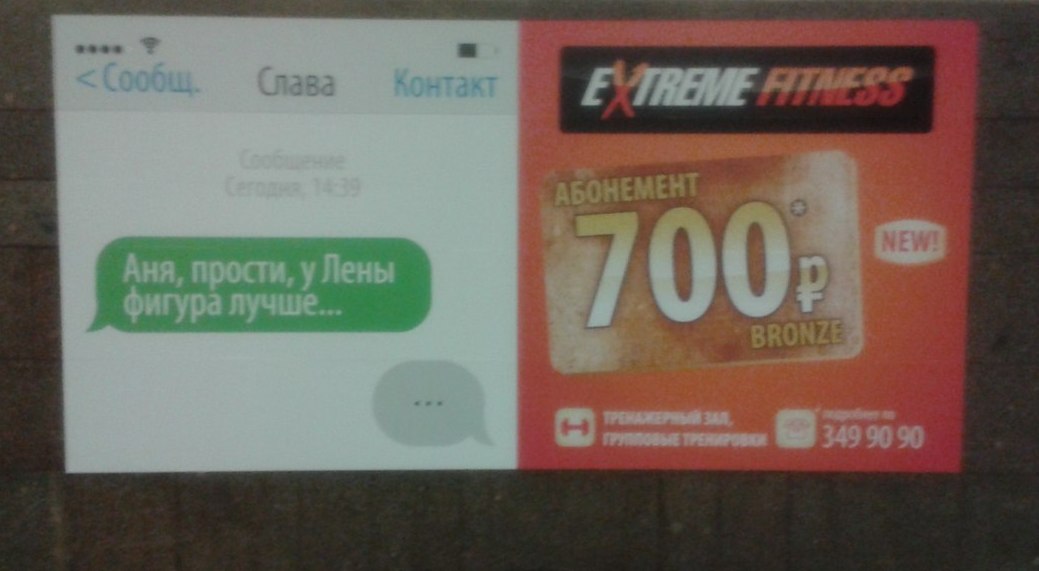 < Сообщ. Слава Контакт
Сообщение
Сегодня, 14:39
Аня, прости, у Лены
фигура лучше...
...
EXTREME FITNESS
АБОНЕМЕНТ
700₽*
BRONZE
NEW!
ТРЕНАЖЕРНЫЙ ЗАЛ,
ГРУППОВЫЕ ТРЕНИРОВКИ
*подробнее по
349 90 90